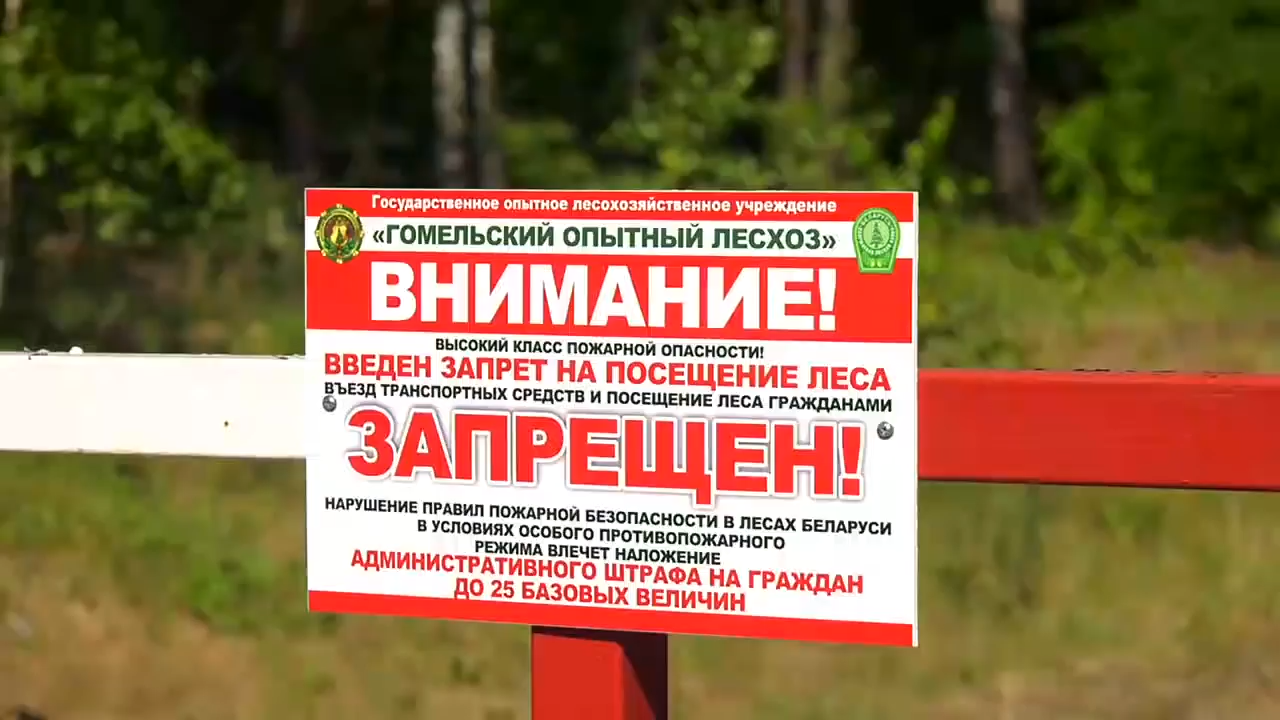 Государственное опытное лесохозяйственное учреждение
«ГОМЕЛЬСКИЙ ОПЫТНЫЙ ЛЕСХОЗ»
ВНИМАНИЕ!
ВЫСОКИЙ КЛАСС ПОЖАРНОЙ ОПАСНОСТИ!
ВВЕДЕН ЗАПРЕТ НА ПОСЕЩЕНИЕ ЛЕСА
ВЪЕЗД ТРАНСПОРТНЫХ СРЕДСТВ И ПОСЕЩЕНИЕ ЛЕСА ГРАЖДАНАМИ
ЗАПРЕЩЕН!
НАРУШЕНИЕ ПРАВИЛ ПОЖАРНОЙ БЕЗОПАСНОСТИ В ЛЕСАХ БЕЛАРУСИ
В УСЛОВИЯХ ОСОБОГО ПРОТИВОПОЖАРНОГО
РЕЖИМА ВЛЕЧЕТ НАЛОЖЕНИЕ
АДМИНИСТРАТИВНОГО ШТРАФА НА ГРАЖДАН
ДО 25 БАЗОВЫХ ВЕЛИЧИН